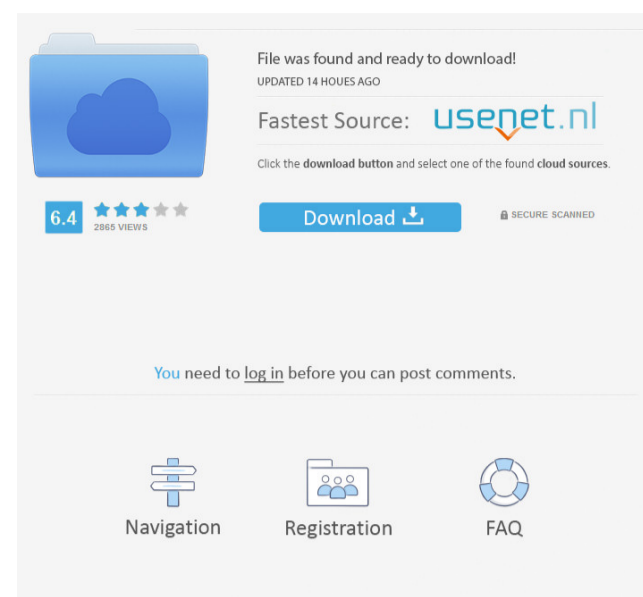 File was found and ready to download!
UPDATED 14 HOUES AGO
Fastest Source: usenet.nl
Click the download button and select one of the found cloud sources.
6.4
2865 VIEWS
Download
SECURE SCANNED
You need to log in before you can post comments.
Navigation
Registration
FAQ